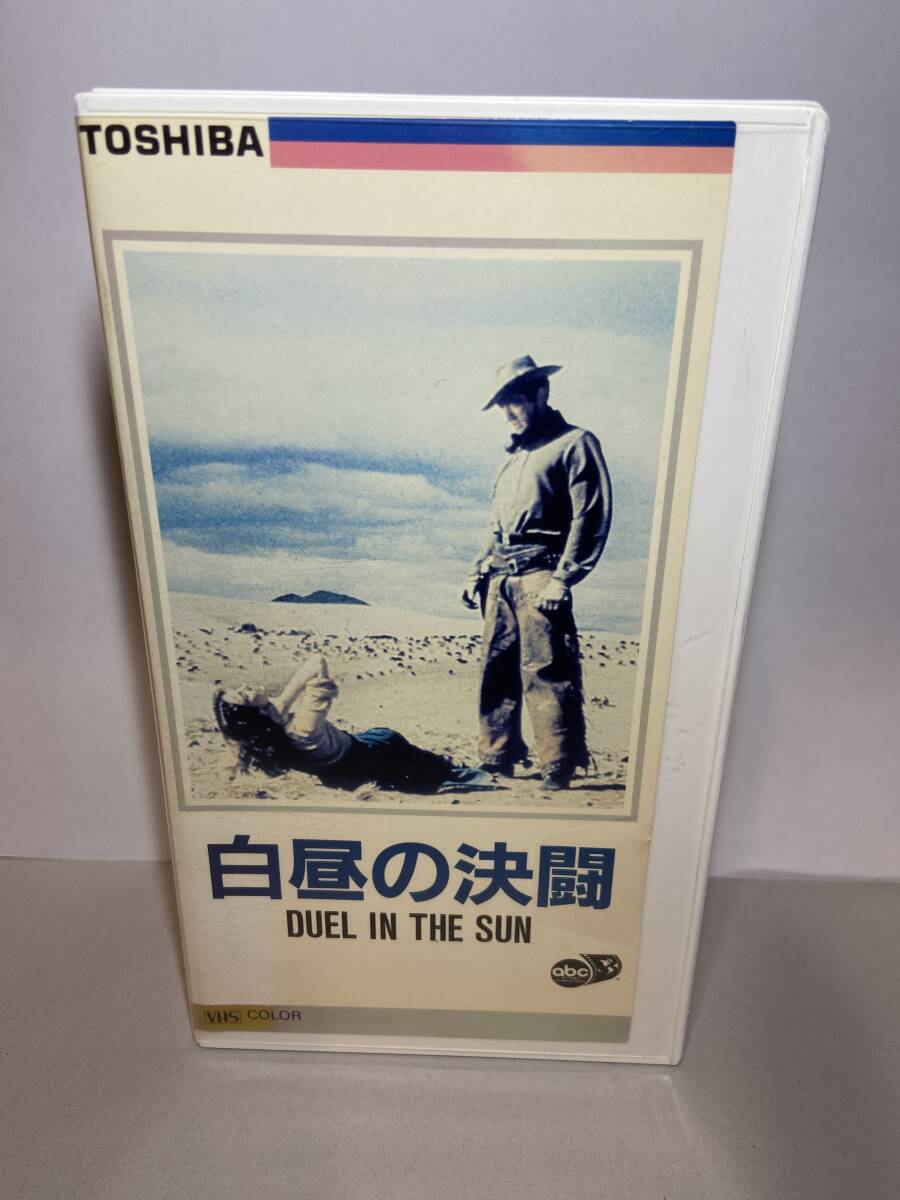 TOSHIBA
白昼の決闘
DUEL IN THE SUN
abc
VHS COLOR